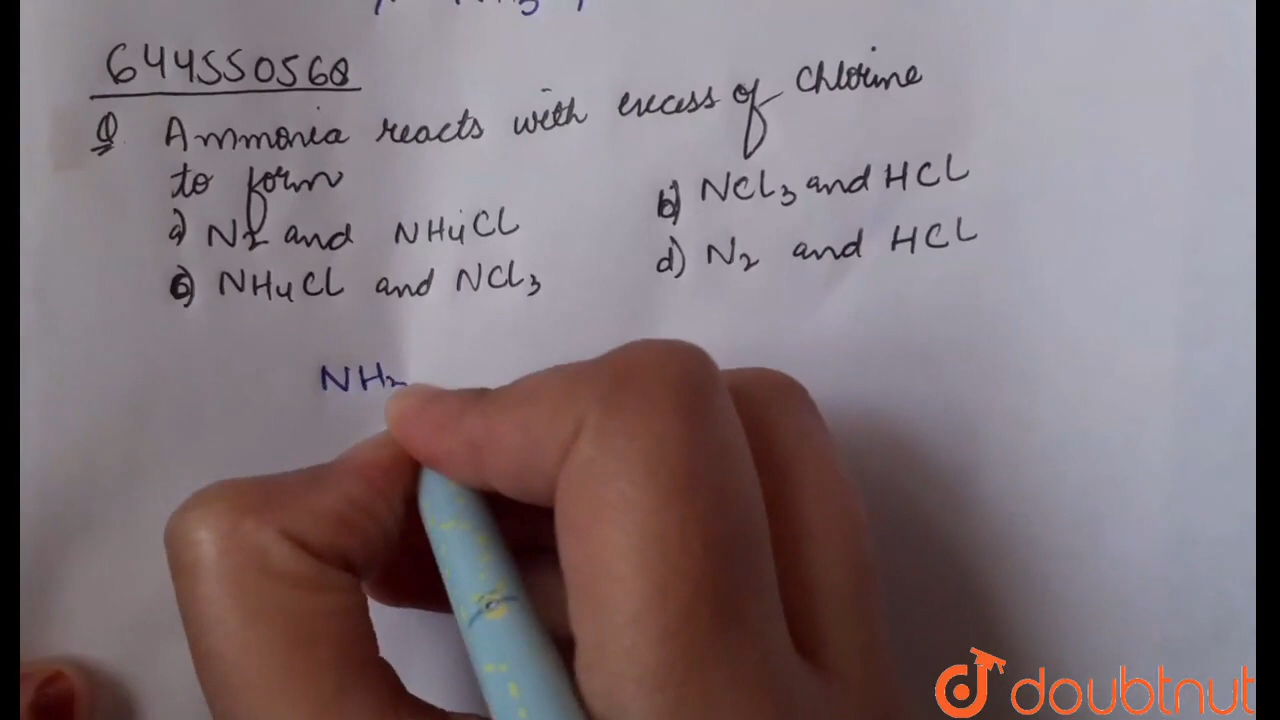 644550568
Q Ammonia reacts with excess of Chlorine
to form
a) N2 and NH4Cl
b) NCl3 and HCl
c) NH4Cl and NCl3
d) N2 and HCl
NH3
doubtnut